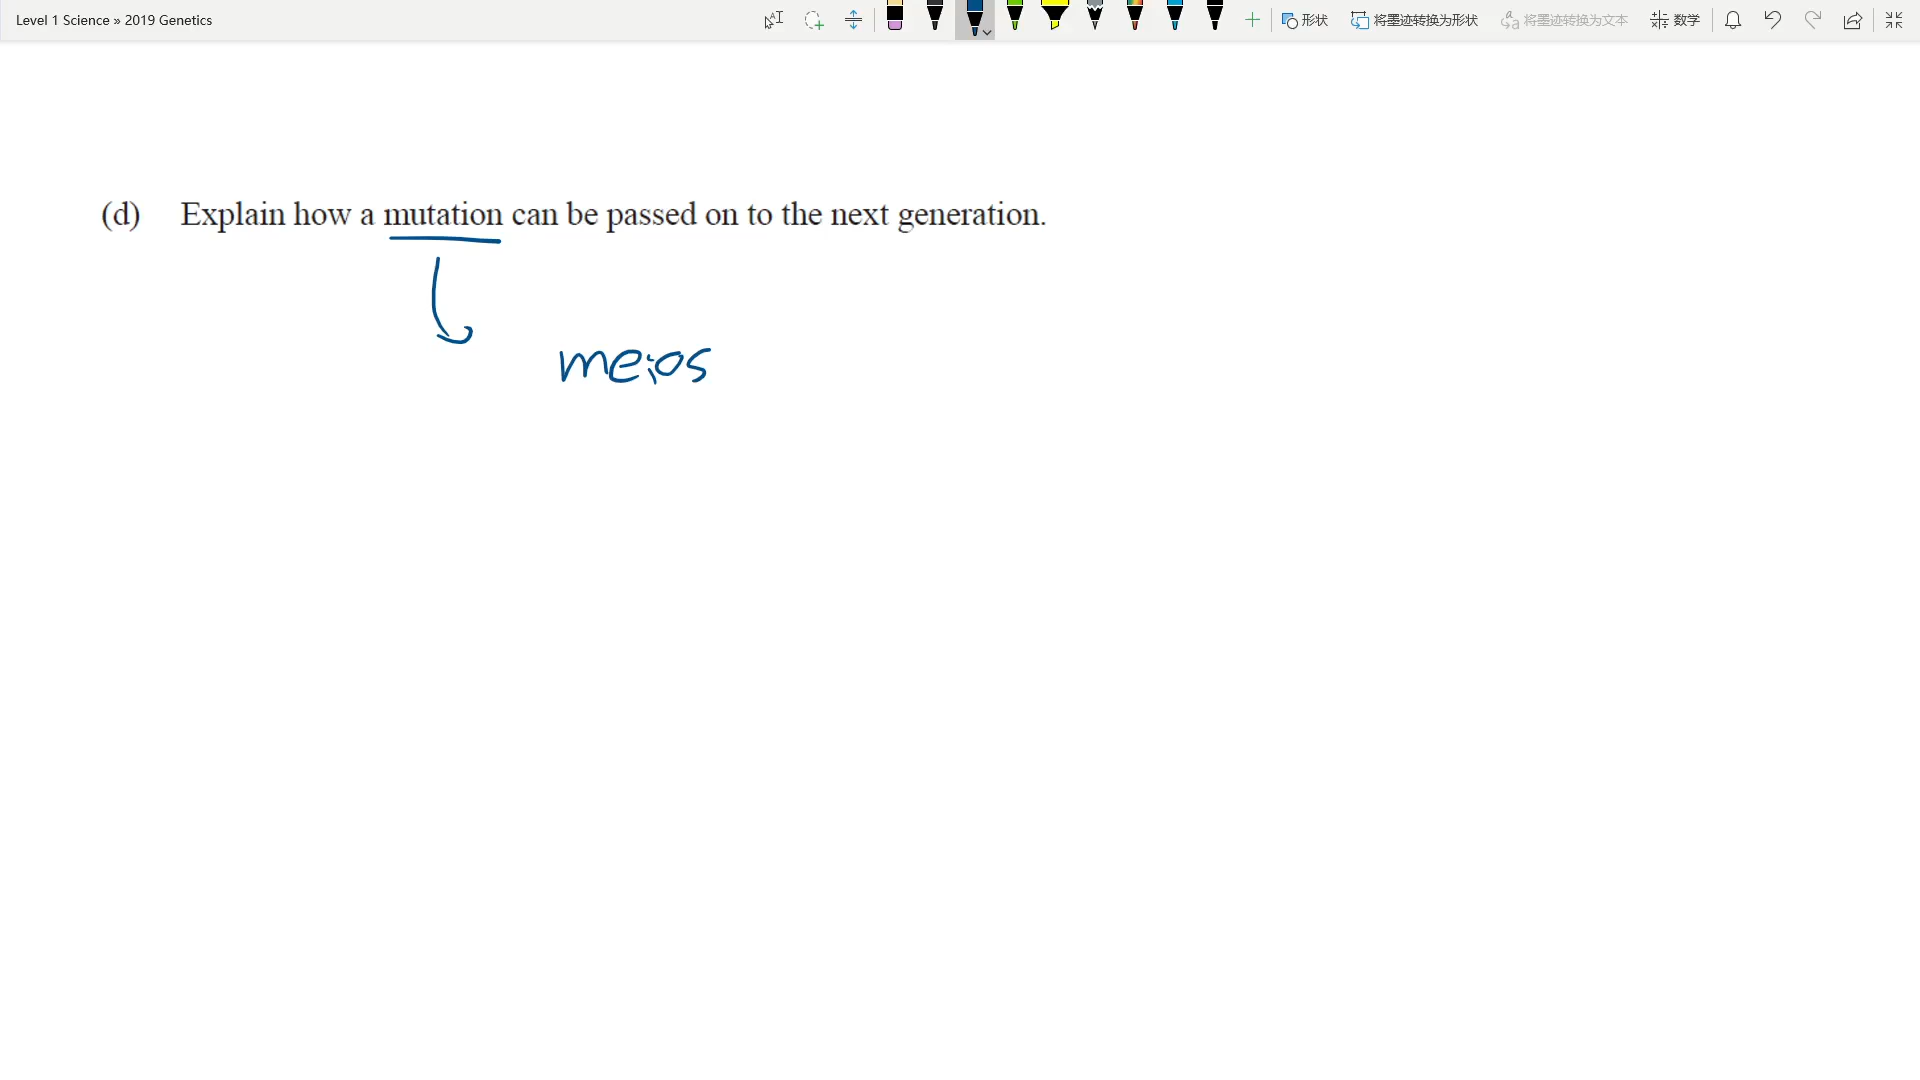 Level 1 Science » 2019 Genetics
形状
将墨迹转换为形状
将墨迹转换为文本
数学
(d) Explain how a mutation can be passed on to the next generation.
meios